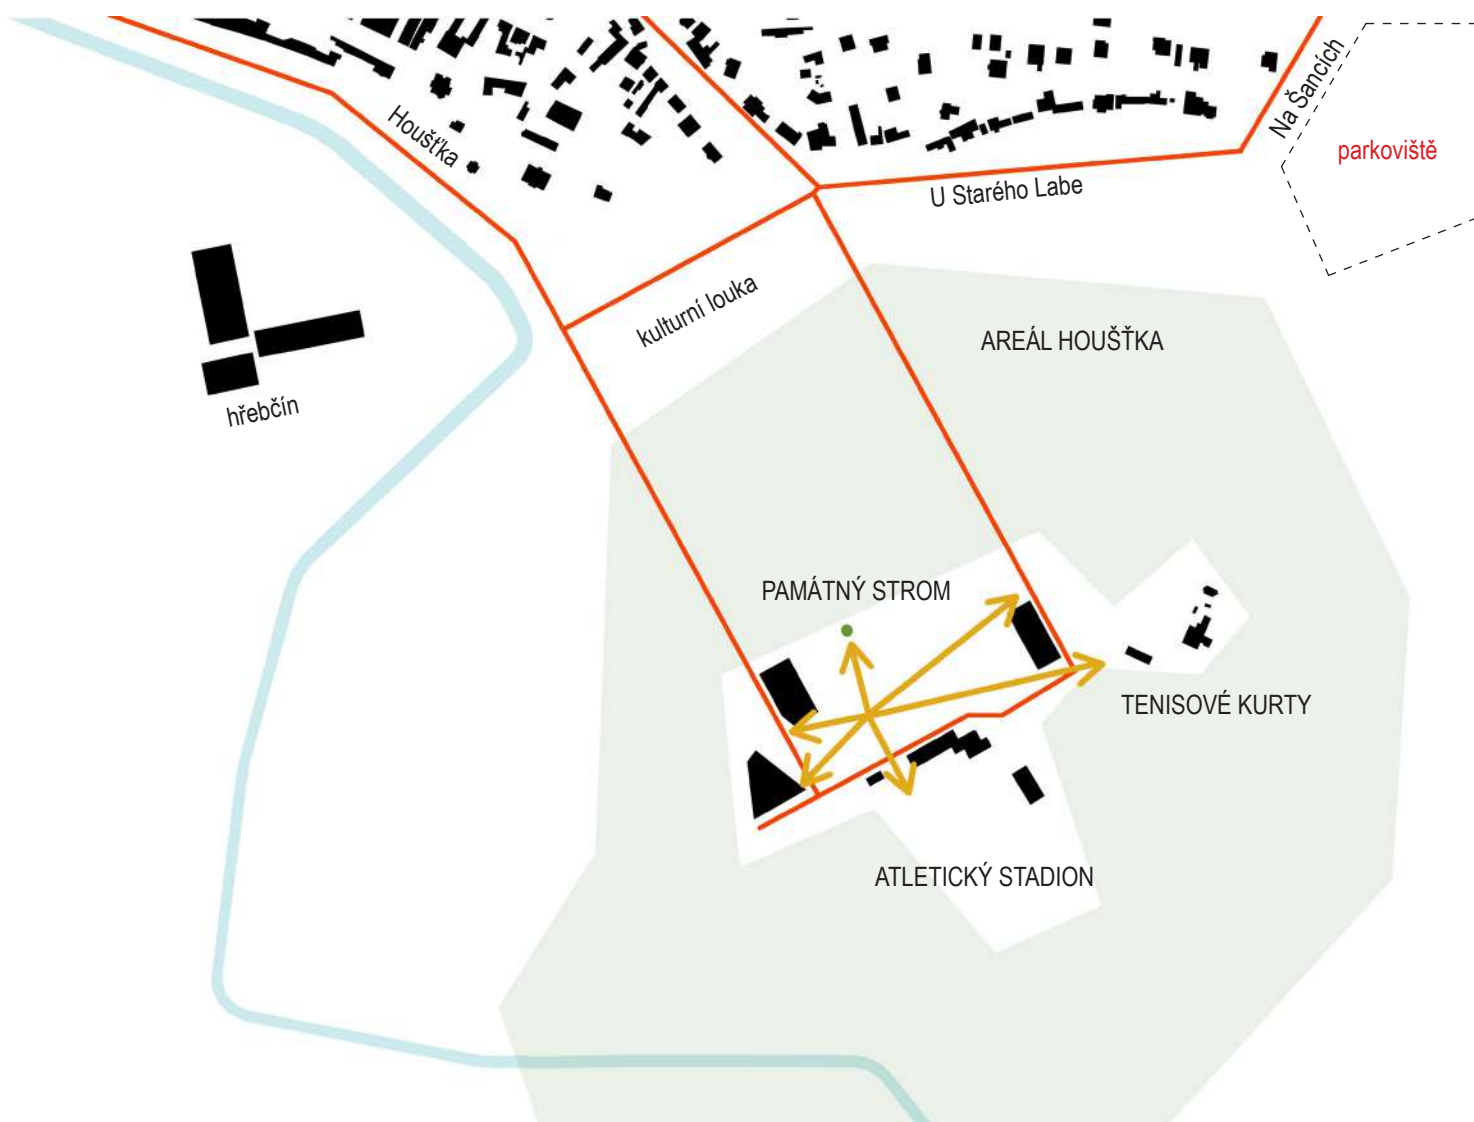 Na Šancích
Houšťka
parkoviště
U Starého Labe
kulturní louka
AREÁL HOUŠŤKA
hřebčín
PAMÁTNÝ STROM
TENISOVÉ KURTY
ATLETICKÝ STADION